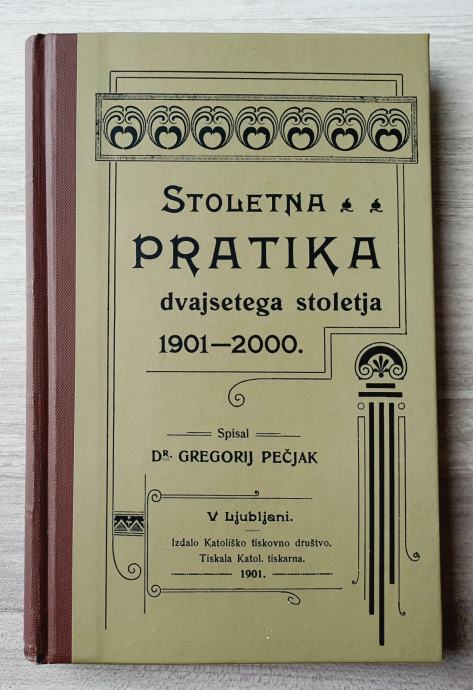 STOLETNA
PRATIKA
dvajsetega stoletja
1901—2000.
Spisal
DR. GREGORIJ PEČJAK
V Ljubljani.
Izdalo Katoliško tiskovno društvo.
Tiskala Katol. tiskarna.
1901.